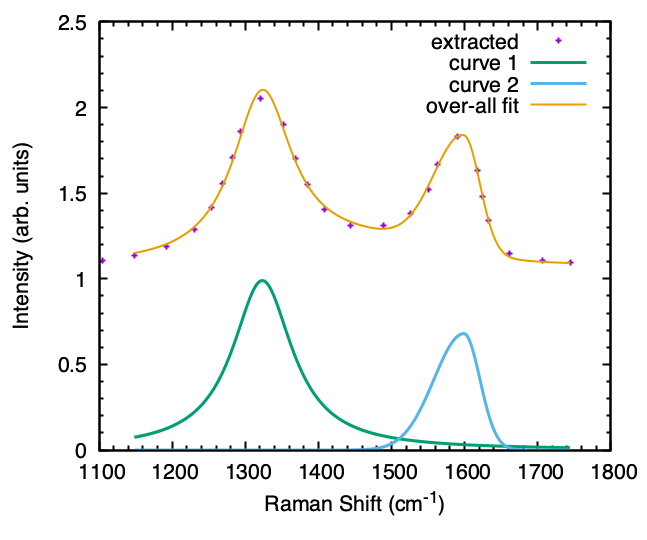 2.5
2
1.5
1
0.5
0
Intensity (arb. units)
extracted
curve 1
curve 2
over-all fit
1100 1200 1300 1400 1500 1600 1700 1800
Raman Shift (cm⁻¹)